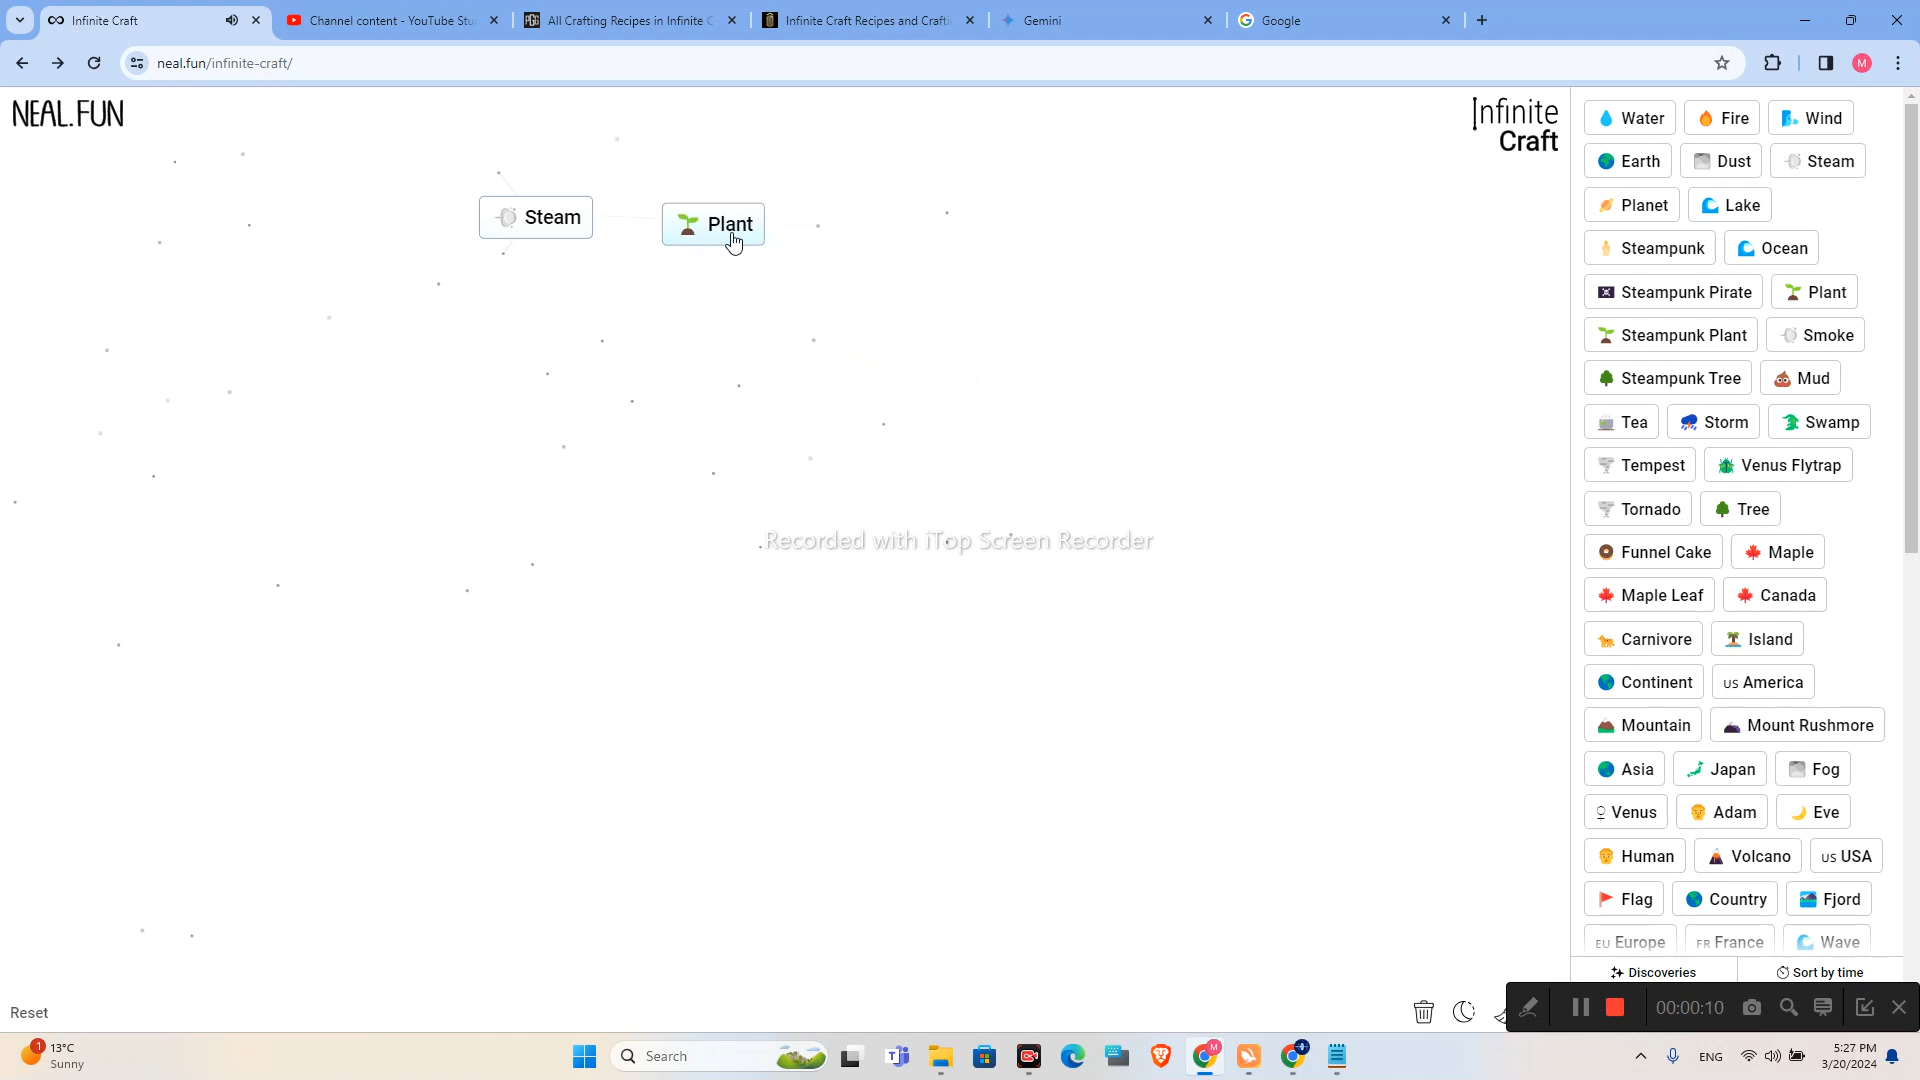 Infinite Craft
Channel content - YouTube Stu
All Crafting Recipes in Infinite C
Infinite Craft Recipes and Crafti
Gemini
Google
neal.fun/infinite-craft/
M
NEAL.FUN
Infinite
Craft
Steam
Plant
Water
Fire
Wind
Earth
Dust
Steam
Planet
Lake
Steampunk
Ocean
Steampunk Pirate
Plant
Steampunk Plant
Smoke
Steampunk Tree
Mud
Tea
Storm
Swamp
Tempest
Venus Flytrap
Tornado
Tree
Funnel Cake
Maple
Maple Leaf
Canada
Carnivore
Island
Continent
US America
Mountain
Mount Rushmore
Asia
Japan
Fog
Venus
Adam
Eve
Human
Volcano
US USA
Flag
Country
Fjord
EU Europe
FR France
Wave
Discoveries
Sort by time
Recorded with iTop Screen Recorder
Reset
00:00:10
1
13°C
Sunny
Search
M
ENG
5:27 PM
3/20/2024